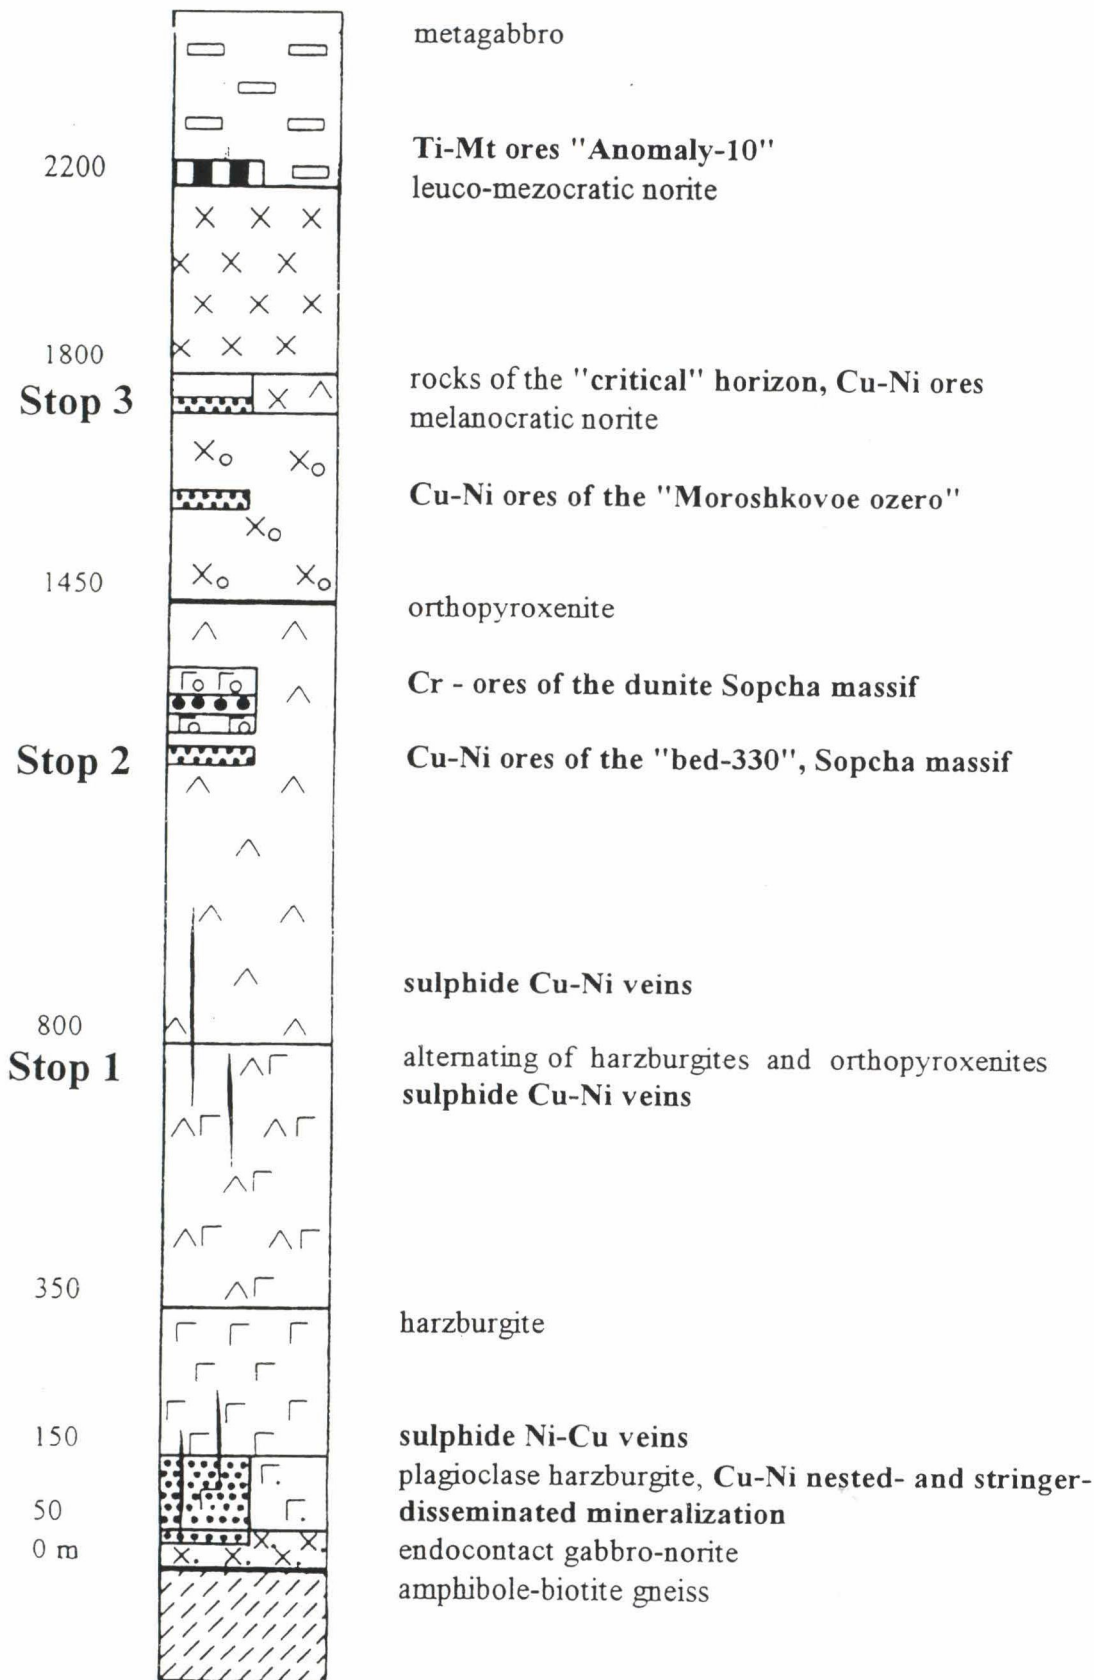 metagabbro
Ti-Mt ores "Anomaly-10"
2200
leuco-mezocratic norite
1800
rocks of the "critical" horizon, Cu-Ni ores
Stop 3
melanocratic norite
Cu-Ni ores of the "Moroshkovoe ozero"
1450
orthopyroxenite
Cr - ores of the dunite Sopcha massif
Stop 2
Cu-Ni ores of the "bed-330", Sopcha massif
sulphide Cu-Ni veins
800
alternating of harzburgites and orthopyroxenites
Stop 1
sulphide Cu-Ni veins
350
harzburgite
150
sulphide Ni-Cu veins
plagioclase harzburgite, Cu-Ni nested- and stringer-
50
disseminated mineralization
0 m
endocontact gabbro-norite
amphibole-biotite gneiss